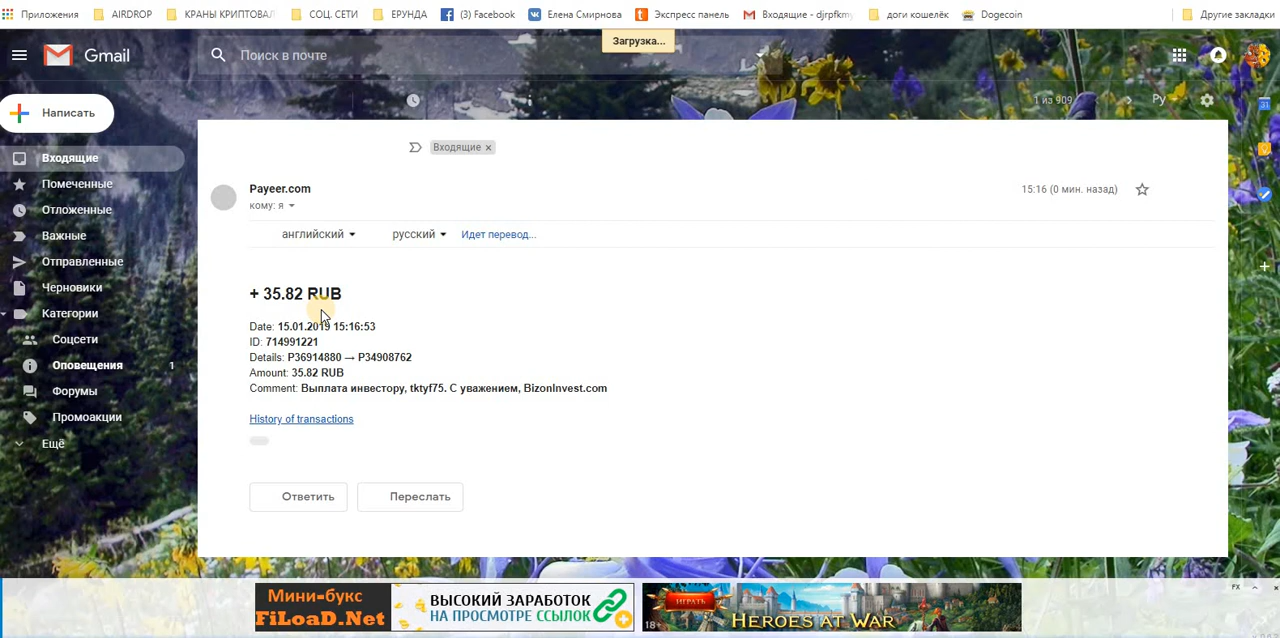 Приложения AIRDROP КРАНЫ КРИПТОВАЛ СОЦ. СЕТИ ЕРУНДА (3) Facebook Елена Смирнова Экспресс панель Входящие - djrpfkmy доги кошелёк Dogecoin Другие закладки
Загрузка...
Gmail
Поиск в почте
1 из 909
Ру
31
Написать
Входящие ×
Входящие
Помеченные
Отложенные
Важные
Отправленные
Черновики
Категории
Соцсети
Оповещения 1
Форумы
Промоакции
Ещё
Payeer.com
15:16 (0 мин. назад)
кому: я
английский русский Идет перевод...
+ 35.82 RUB
Date: 15.01.2019 15:16:53
ID: 714991221
Details: P36914880 → P34908762
Amount: 35.82 RUB
Comment: Выплата инвестору, tktyf75. С уважением, BizonInvest.com
History of transactions
Ответить Переслать
Мини-букс
FiLoaD.Net
ВЫСОКИЙ ЗАРАБОТОК
НА ПРОСМОТРЕ ССЫЛОК
ИГРАТЬ
18+
HEROES AT WAR
FX